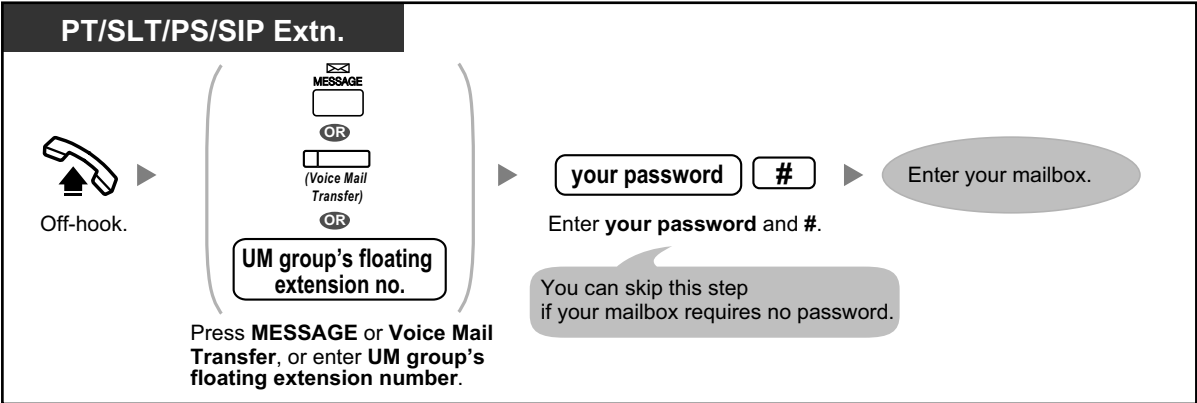 PT/SLT/PS/SIP Extn.
MESSAGE
OR
(Voice Mail
Transfer)
OR
UM group's floating
extension no.
Off-hook.
Press MESSAGE or Voice Mail
Transfer, or enter UM group's
floating extension number.
your password #
Enter your password and #.
You can skip this step
if your mailbox requires no password.
Enter your mailbox.